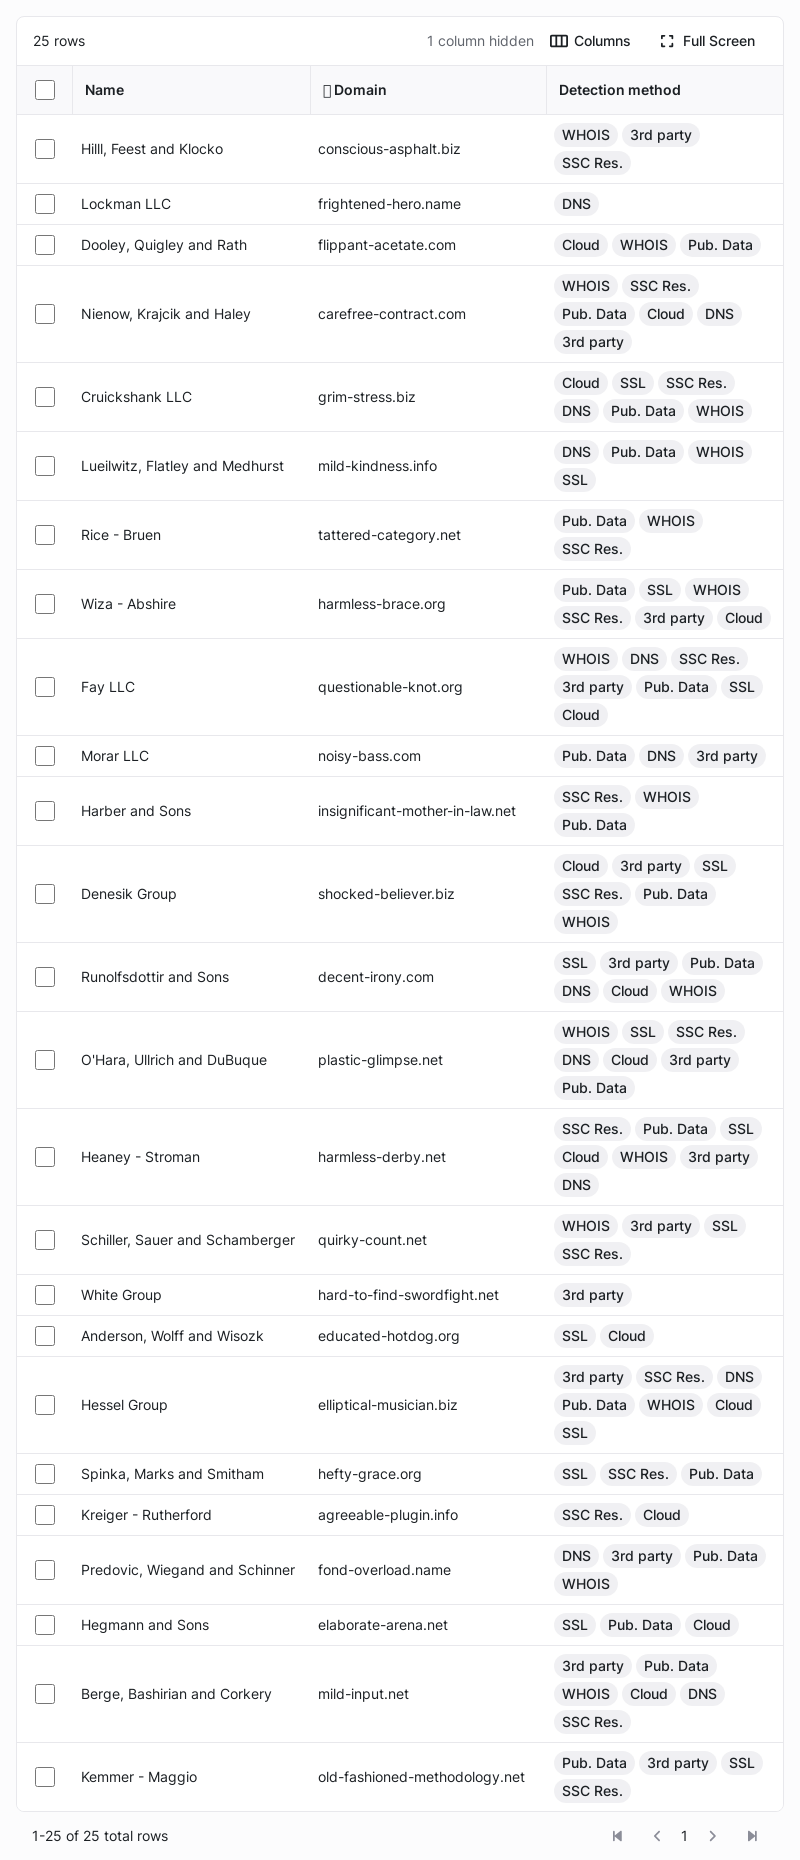 25 rows 1 column hidden Columns Full Screen
Name Domain Detection method
Hilll, Feest and Klocko conscious-asphalt.biz WHOIS 3rd party
SSC Res.
Lockman LLC frightened-hero.name DNS
Dooley, Quigley and Rath flippant-acetate.com Cloud WHOIS Pub. Data
WHOIS SSC Res.
Nienow, Krajcik and Haley carefree-contract.com Pub. Data Cloud DNS
3rd party
Cruickshank LLC grim-stress.biz Cloud SSL SSC Res.
DNS Pub. Data WHOIS
Lueilwitz, Flatley and Medhurst mild-kindness.info DNS Pub. Data WHOIS
SSL
Rice - Bruen tattered-category.net Pub. Data WHOIS
SSC Res.
Wiza - Abshire harmless-brace.org Pub. Data SSL WHOIS
SSC Res. 3rd party Cloud
WHOIS DNS SSC Res.
Fay LLC questionable-knot.org 3rd party Pub. Data SSL
Cloud
Morar LLC noisy-bass.com Pub. Data DNS 3rd party
Harber and Sons insignificant-mother-in-law.net SSC Res. WHOIS
Pub. Data
Cloud 3rd party SSL
Denesik Group shocked-believer.biz SSC Res. Pub. Data
WHOIS
Runolfsdottir and Sons decent-irony.com SSL 3rd party Pub. Data
DNS Cloud WHOIS
WHOIS SSL SSC Res.
O'Hara, Ullrich and DuBuque plastic-glimpse.net DNS Cloud 3rd party
Pub. Data
SSC Res. Pub. Data SSL
Heaney - Stroman harmless-derby.net Cloud WHOIS 3rd party
DNS
Schiller, Sauer and Schamberger quirky-count.net WHOIS 3rd party SSL
SSC Res.
White Group hard-to-find-swordfight.net 3rd party
Anderson, Wolff and Wisozk educated-hotdog.org SSL Cloud
3rd party SSC Res. DNS
Hessel Group elliptical-musician.biz Pub. Data WHOIS Cloud
SSL
Spinka, Marks and Smitham hefty-grace.org SSL SSC Res. Pub. Data
Kreiger - Rutherford agreeable-plugin.info SSC Res. Cloud
Predovic, Wiegand and Schinner fond-overload.name DNS 3rd party Pub. Data
WHOIS
Hegmann and Sons elaborate-arena.net SSL Pub. Data Cloud
3rd party Pub. Data
Berge, Bashirian and Corkery mild-input.net WHOIS Cloud DNS
SSC Res.
Kemmer - Maggio old-fashioned-methodology.net Pub. Data 3rd party SSL
SSC Res.
1-25 of 25 total rows 1